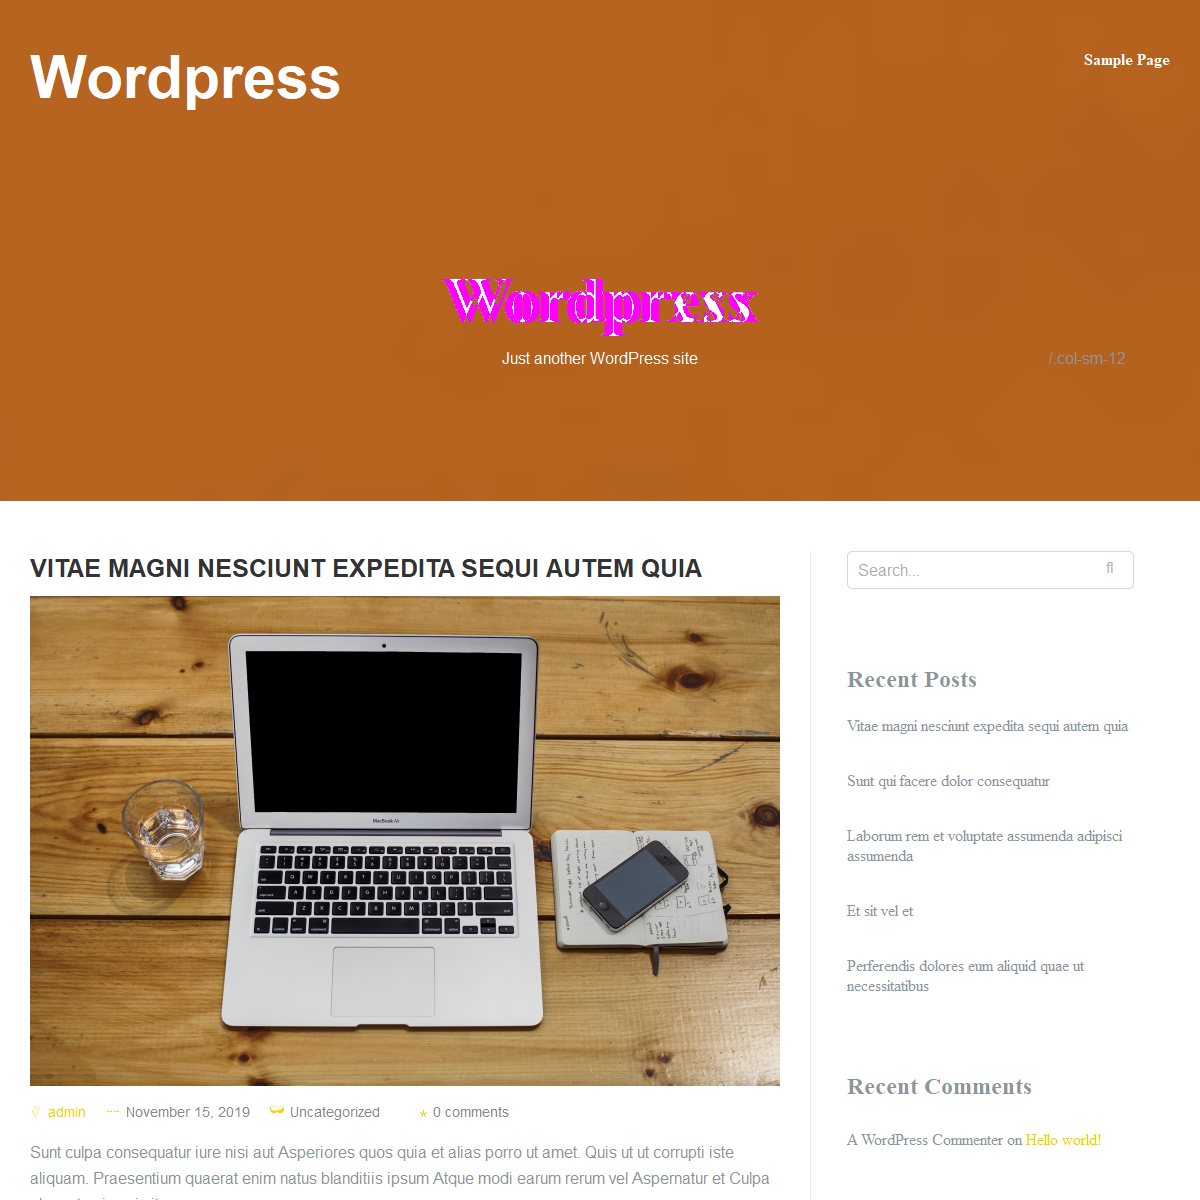 Wordpress
Sample Page
Wordpress
Just another WordPress site
/.col-sm-12
VITAE MAGNI NESCIUNT EXPEDITA SEQUI AUTEM QUIA
MacBook Air
admin
November 15, 2019
Uncategorized
0 comments
Sunt culpa consequatur iure nisi aut Asperiores quos quia et alias porro ut amet. Quis ut ut corrupti iste
aliquam. Praesentium quaerat enim natus blanditiis ipsum Atque modi earum rerum vel Aspernatur et Culpa
Search...
Recent Posts
Vitae magni nesciunt expedita sequi autem quia
Sunt qui facere dolor consequatur
Laborum rem et voluptate assumenda adipisci
assumenda
Et sit vel et
Perferendis dolores eum aliquid quae ut
necessitatibus
Recent Comments
A WordPress Commenter on Hello world!